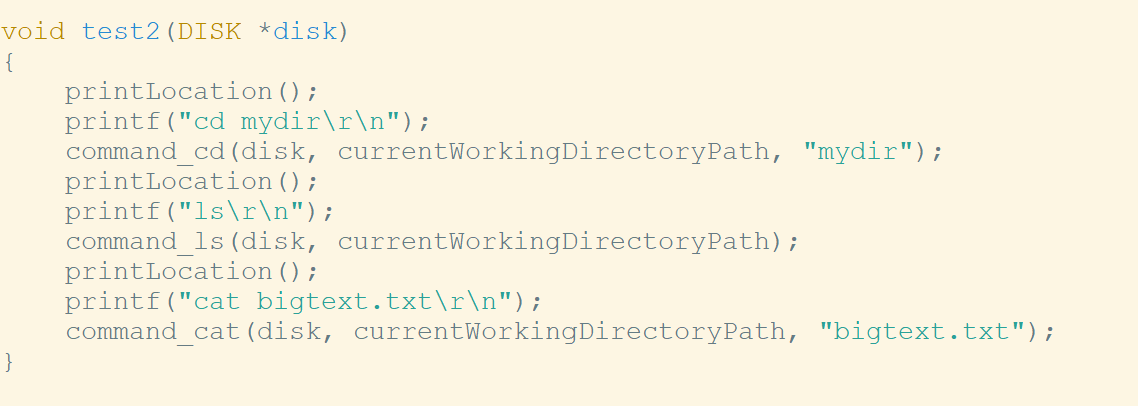 void test2(DISK *disk)
{
    printLocation();
    printf("cd mydir\r\n");
    command_cd(disk, currentWorkingDirectoryPath, "mydir");
    printLocation();
    printf("ls\r\n");
    command_ls(disk, currentWorkingDirectoryPath);
    printLocation();
    printf("cat bigtext.txt\r\n");
    command_cat(disk, currentWorkingDirectoryPath, "bigtext.txt");
}